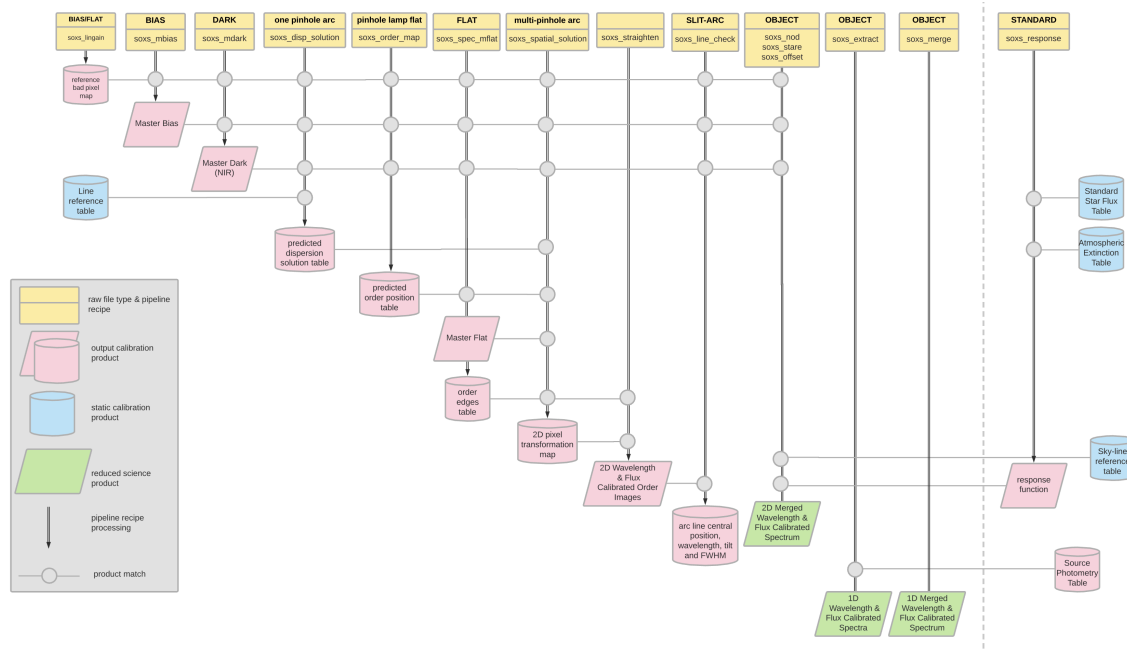 BIAS/FLAT
soxs_lingain
BIAS
soxs_mbias
DARK
soxs_mdark
one pinhole arc
soxs_disp_solution
pinhole lamp flat
soxs_order_map
FLAT
soxs_spec_mflat
multi-pinhole arc
soxs_spatial_solution
soxs_straighten
SLIT-ARC
soxs_line_check
OBJECT
soxs_nod
soxs_stare
soxs_offset
OBJECT
soxs_extract
OBJECT
soxs_merge
STANDARD
soxs_response
reference
bad pixel
map
Master Bias
Master Dark
(NIR)
Line
reference
table
Standard
Star Flux
Table
predicted
dispersion
solution table
Atmospheric
Extinction
Table
predicted
order position
table
Master Flat
order
edges
table
2D pixel
transformation
map
2D Wavelength
& Flux
Calibrated Order
Images
Sky-line
reference
table
response
function
arc line central
position,
wavelength, tilt
and FWHM
2D Merged
Wavelength &
Flux Calibrated
Spectrum
Source
Photometry
Table
1D
Wavelength &
Flux Calibrated
Spectra
1D Merged
Wavelength &
Flux Calibrated
Spectrum
raw file type & pipeline
recipe
output calibration
product
static calibration
product
reduced science
product
pipeline recipe
processing
product match